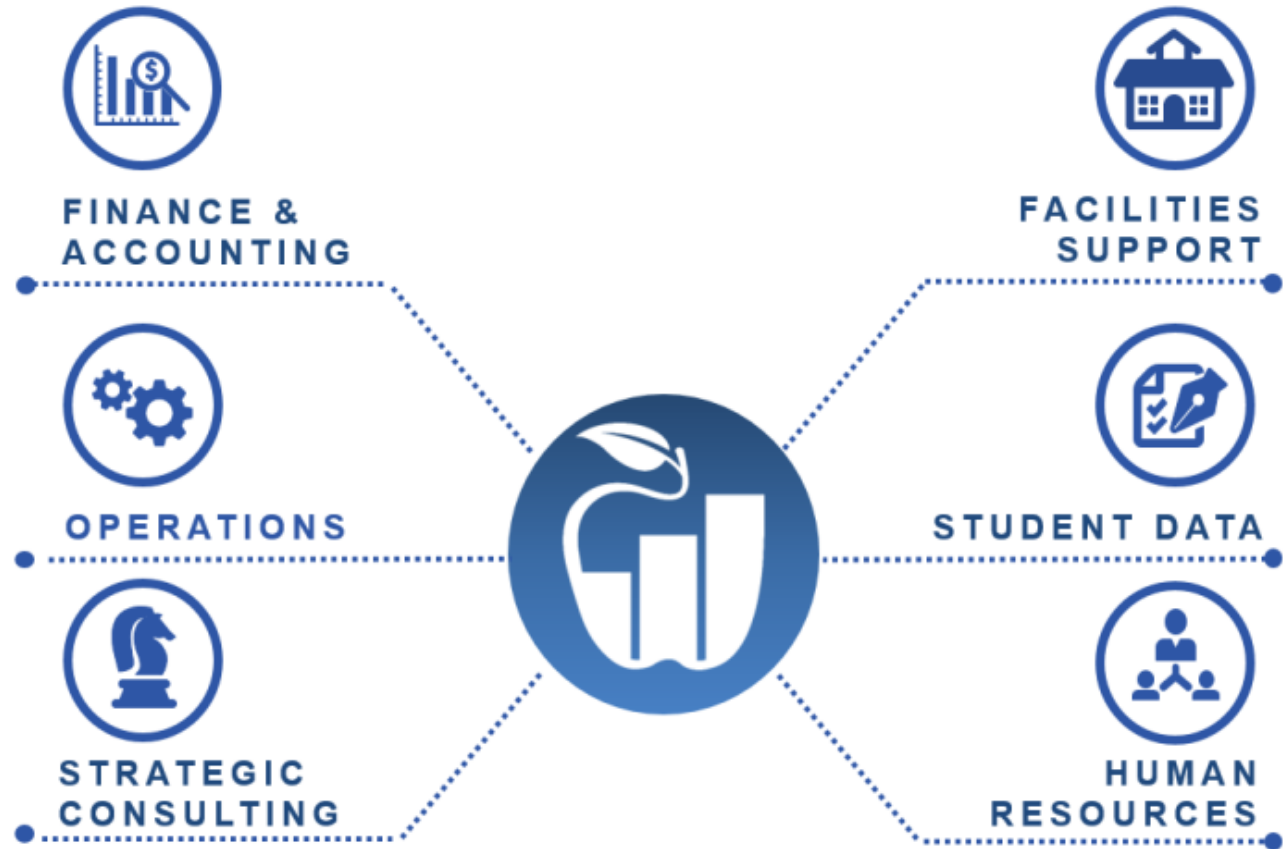 FINANCE &
ACCOUNTING
FACILITIES
SUPPORT
$
OPERATIONS
STUDENT DATA
STRATEGIC
CONSULTING
HUMAN
RESOURCES